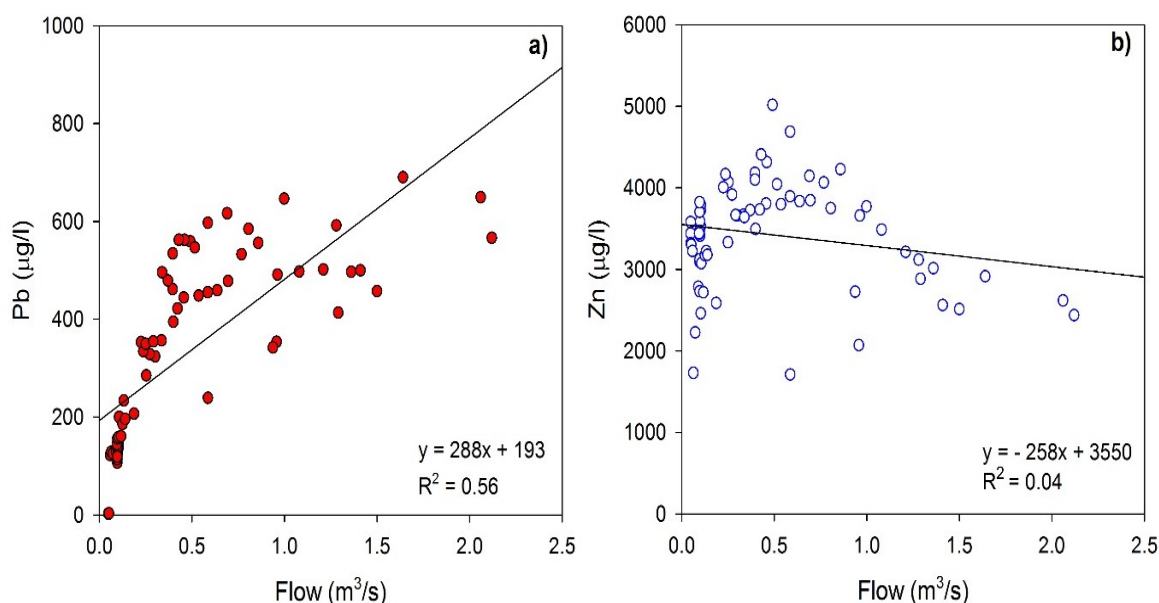 a)
1000
800
600
400
200
0
Pb (µg/l)
y = 288x + 193
R² = 0.56
0.0 0.5 1.0 1.5 2.0 2.5
Flow (m³/s)
b)
6000
5000
4000
3000
2000
1000
0
Zn (µg/l)
y = - 258x + 3550
R² = 0.04
0.0 0.5 1.0 1.5 2.0 2.5
Flow (m³/s)